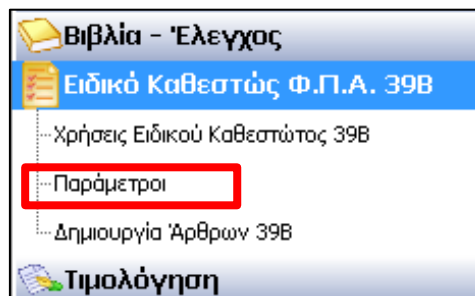 Βιβλία - Έλεγχος
Ειδικό Καθεστώς Φ.Π.Α. 39Β
Χρήσεις Ειδικού Καθεστώτος 39Β
Παράμετροι
Δημιουργία Άρθρων 39Β
Τιμολόγηση